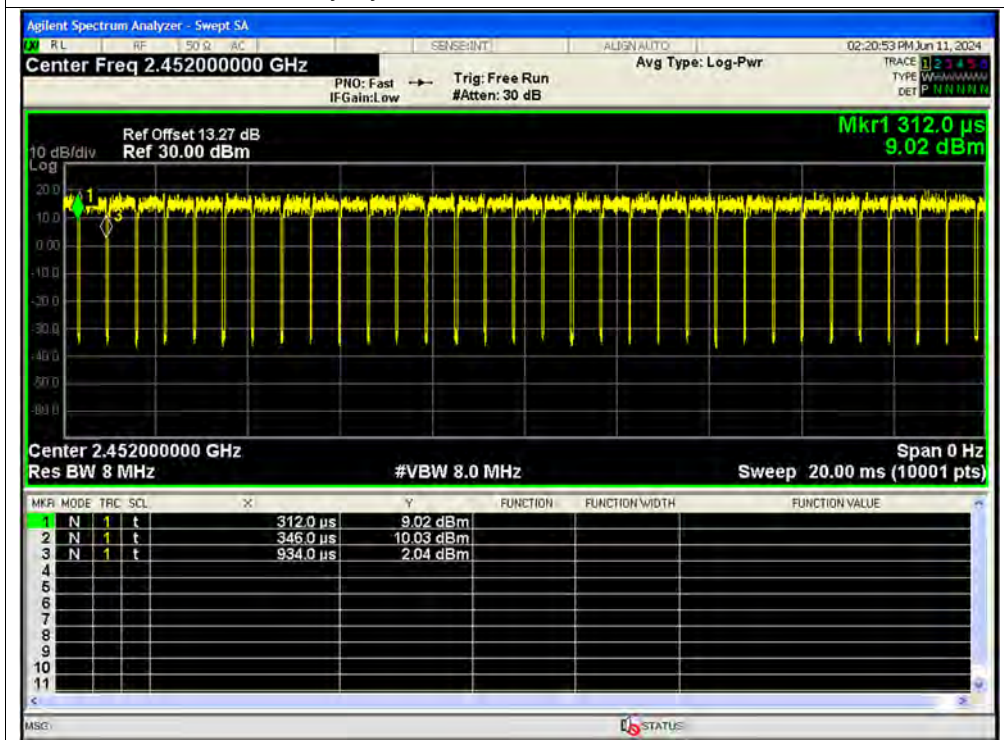 Agilent Spectrum Analyzer - Swept SA
RL RF 50 Ω AC SENSE:INT ALIGN AUTO 02:20:53 PM Jun 11, 2024
Center Freq 2.452000000 GHz Avg Type: Log-Pwr TRACE 1 2 3 4 5 6
PNO: Fast Trig: Free Run TYPE W
IFGain:Low #Atten: 30 dB DET P N N N N N
Mkr1 312.0 µs
Ref Offset 13.27 dB
10 dB/div Ref 30.00 dBm 9.02 dBm
Log
20.0
1
10.0
3
0.00
-10.0
-20.0
-30.0
-40.0
-50.0
-60.0
Center 2.452000000 GHz Span 0 Hz
Res BW 8 MHz #VBW 8.0 MHz Sweep 20.00 ms (10001 pts)
MKR MODE TRC SCL X Y FUNCTION FUNCTION WIDTH FUNCTION VALUE
1 N 1 t 312.0 µs 9.02 dBm
2 N 1 t 346.0 µs 10.03 dBm
3 N 1 t 934.0 µs 2.04 dBm
4
5
6
7
8
9
10
11
MSG STATUS